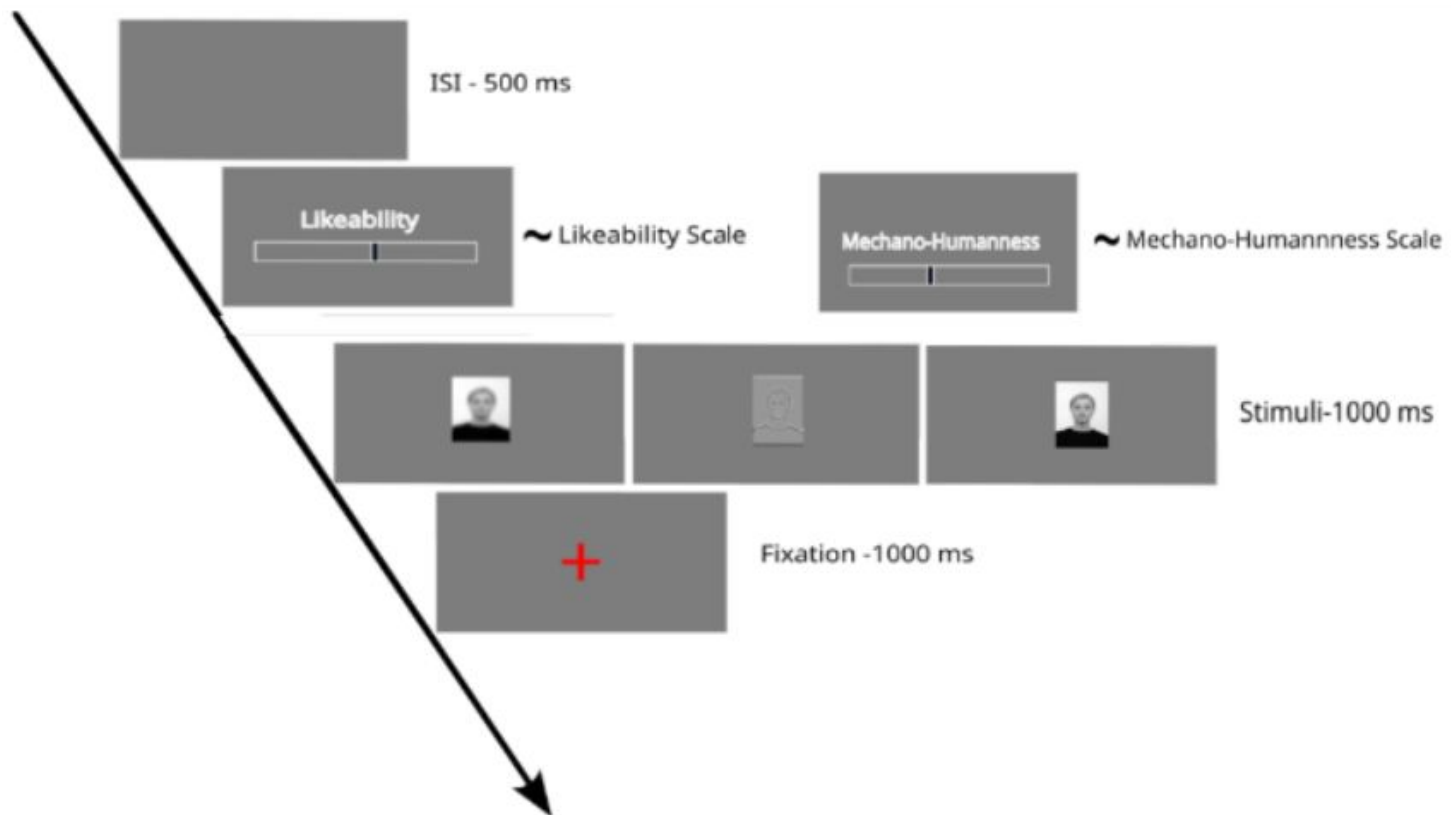 ISI - 500 ms
Likeability
~ Likeability Scale
Mechano-Humanness
~ Mechano-Humannness Scale
Stimuli-1000 ms
Fixation -1000 ms